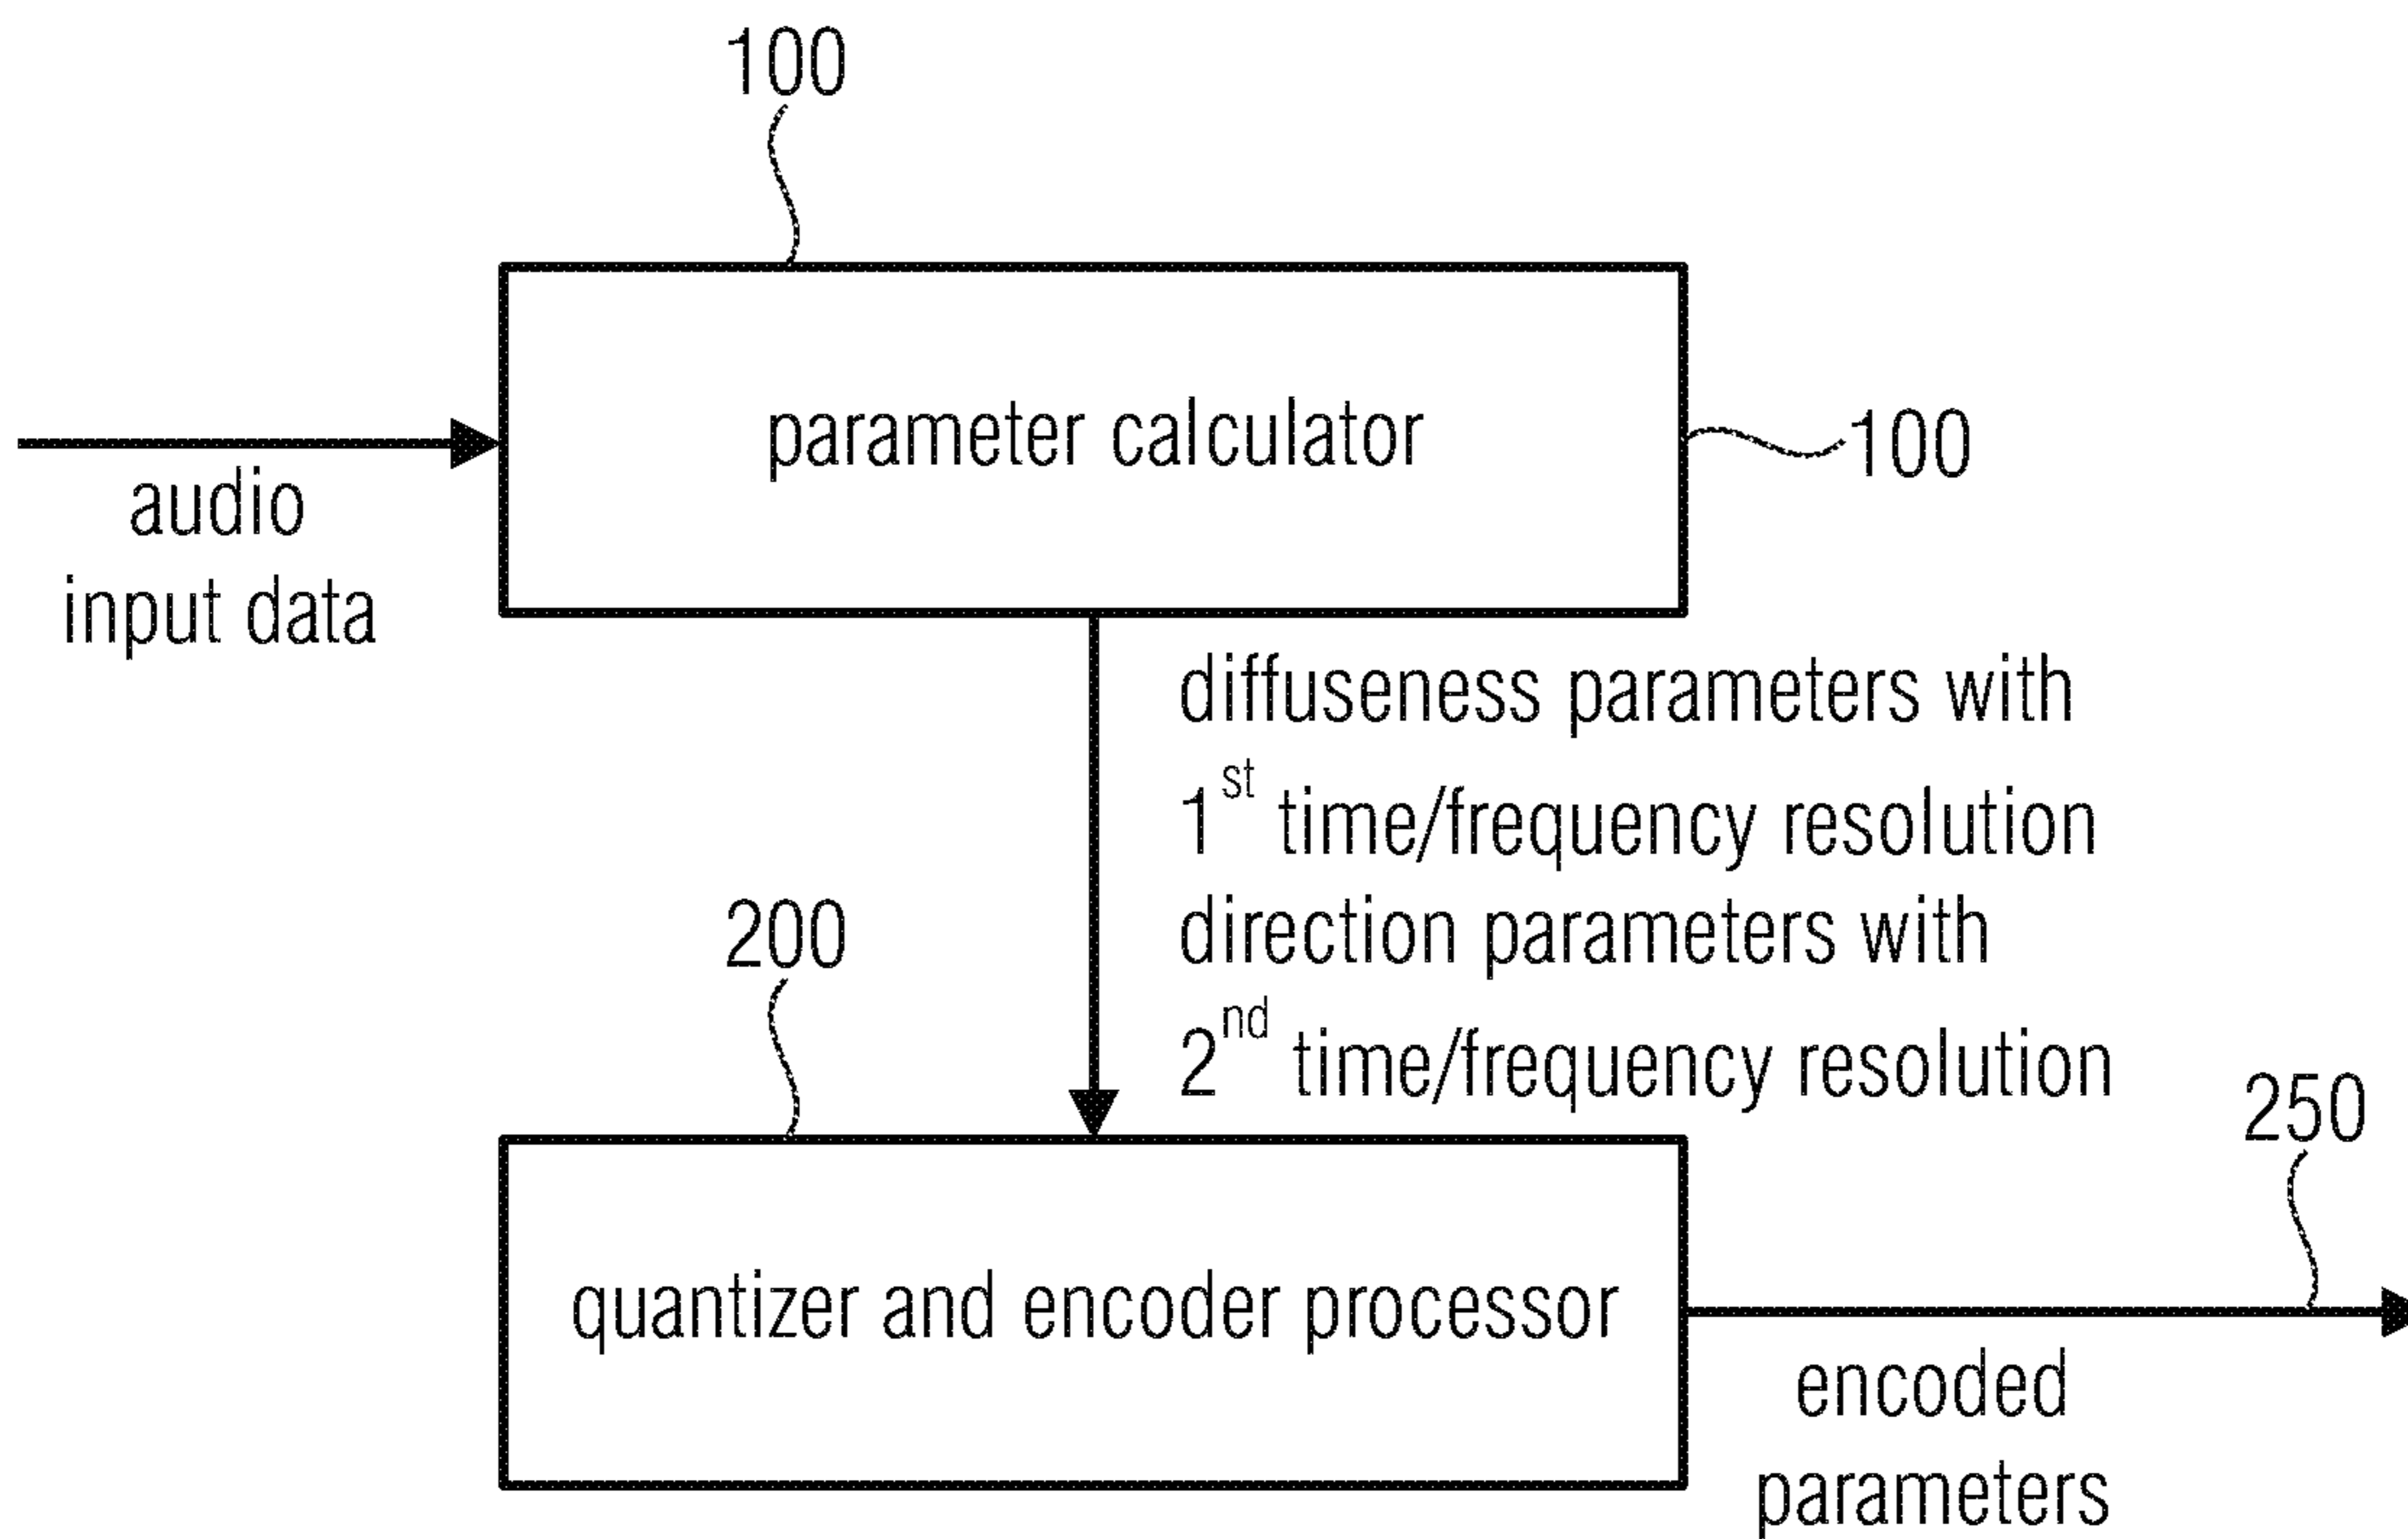 100
parameter calculator
100
audio
input data
diffuseness parameters with
1st time/frequency resolution
direction parameters with
2nd time/frequency resolution
200
250
quantizer and encoder processor
encoded
parameters